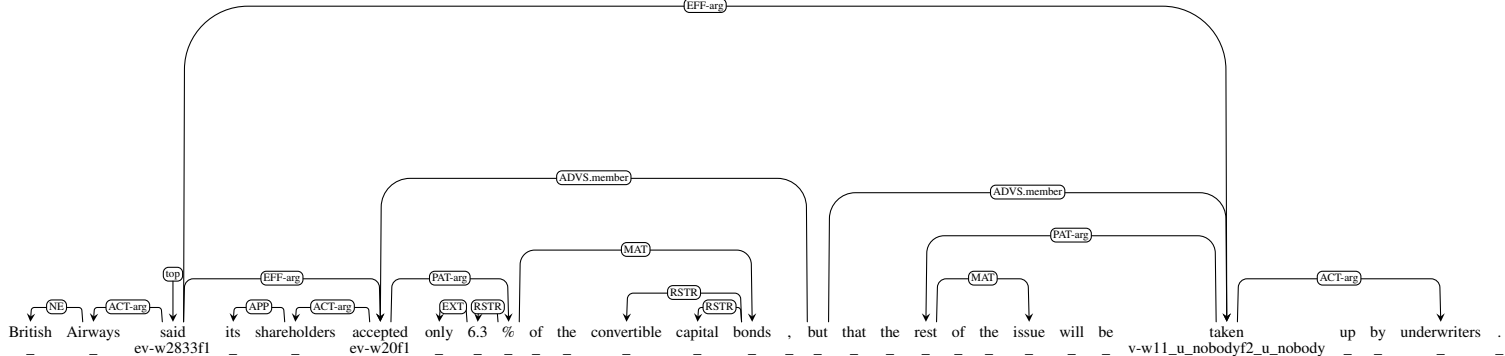 EFF-arg
ADVS.member
ADVS.member
PAT-arg
MAT
top EFF-arg PAT-arg MAT ACT-arg
RSTR
NE ACT-arg APP ACT-arg EXT RSTR RSTR
British Airways said its shareholders accepted only 6.3 % of the convertible capital bonds , but that the rest of the issue will be taken up by underwriters .
_ _ ev-w2833f1 _ _ ev-w20f1 _ _ _ _ _ _ _ _ _ _ _ _ _ _ _ _ _ _ v-w11_u_nobodyf2_u_nobody _ _ _ _